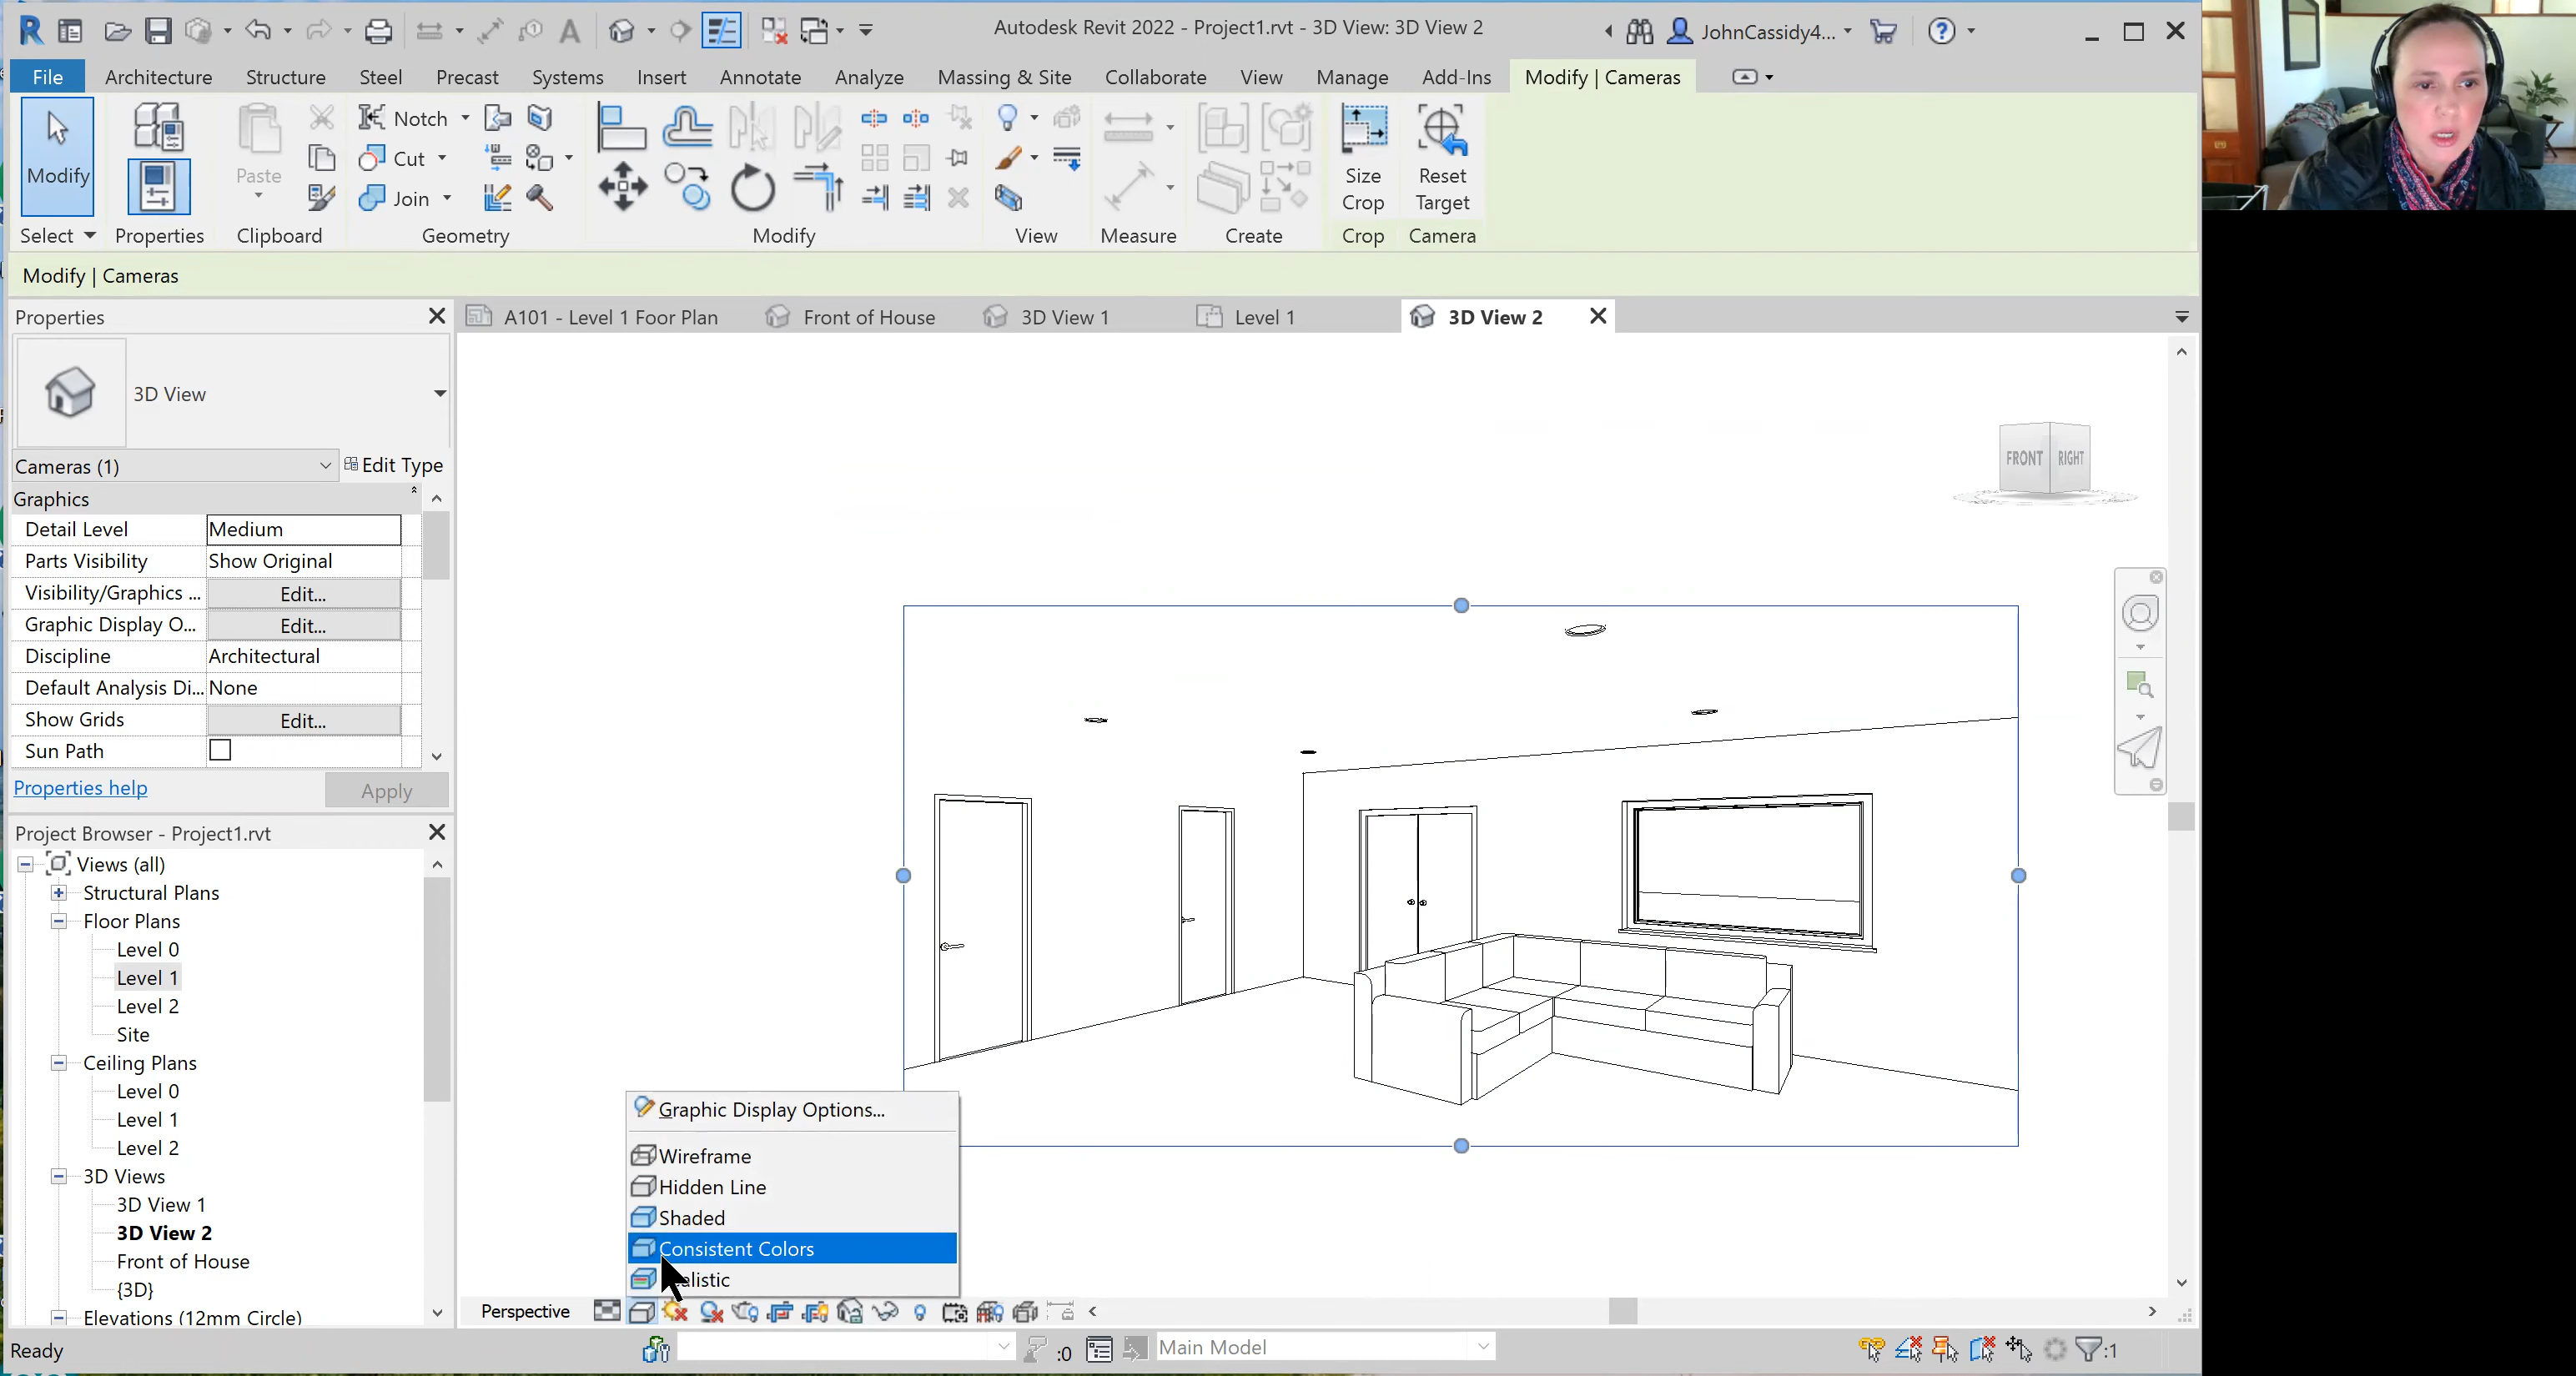 Autodesk Revit 2022 - Project1.rvt - 3D View: 3D View 2
JohnCassidy4...
File Architecture Structure Steel Precast Systems Insert Annotate Analyze Massing & Site Collaborate View Manage Add-Ins Modify | Cameras
Modify
Paste
Notch
Cut
Join
Size
Crop
Reset
Target
Select Properties Clipboard Geometry Modify View Measure Create Crop Camera
Modify | Cameras
Properties
A101 - Level 1 Foor Plan Front of House 3D View 1 Level 1 3D View 2
3D View
Cameras (1) Edit Type
Graphics
Detail Level Medium
Parts Visibility Show Original
Visibility/Graphics ... Edit...
Graphic Display O... Edit...
Discipline Architectural
Default Analysis Di... None
Show Grids Edit...
Sun Path
Properties help Apply
FRONT RIGHT
Project Browser - Project1.rvt
Views (all)
Structural Plans
Floor Plans
Level 0
Level 1
Level 2
Site
Ceiling Plans
Level 0
Level 1
Level 2
3D Views
3D View 1
3D View 2
Front of House
{3D}
Elevations (12mm Circle)
Graphic Display Options...
Wireframe
Hidden Line
Shaded
Consistent Colors
alistic
Perspective
Ready
:0
Main Model
:1